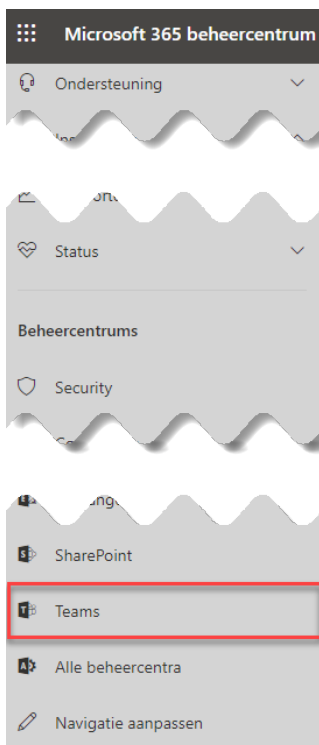 Microsoft 365 beheercentrum
Ondersteuning
Status
Beheercentrums
Security
SharePoint
Teams
Alle beheercentra
Navigatie aanpassen